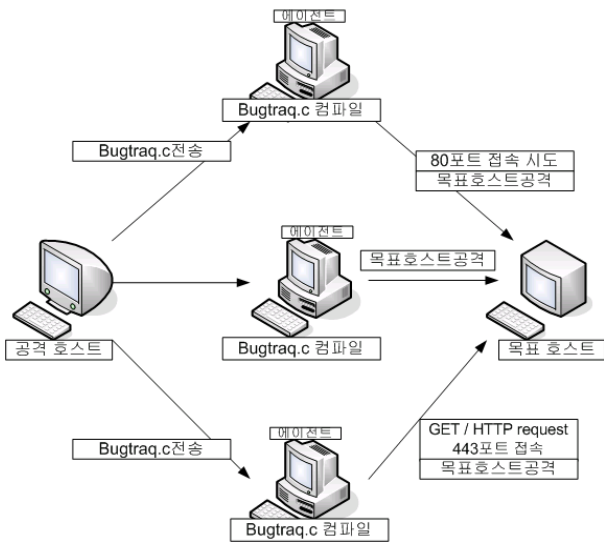 에이전트
Bugtraq.c 컴파일
Bugtraq.c전송
80포트 접속 시도
목표호스트공격
에이전트
목표호스트공격
공격 호스트
Bugtraq.c 컴파일
목표 호스트
에이전트
Bugtraq.c전송
GET / HTTP request
443포트 접속
목표호스트공격
Bugtraq.c 컴파일